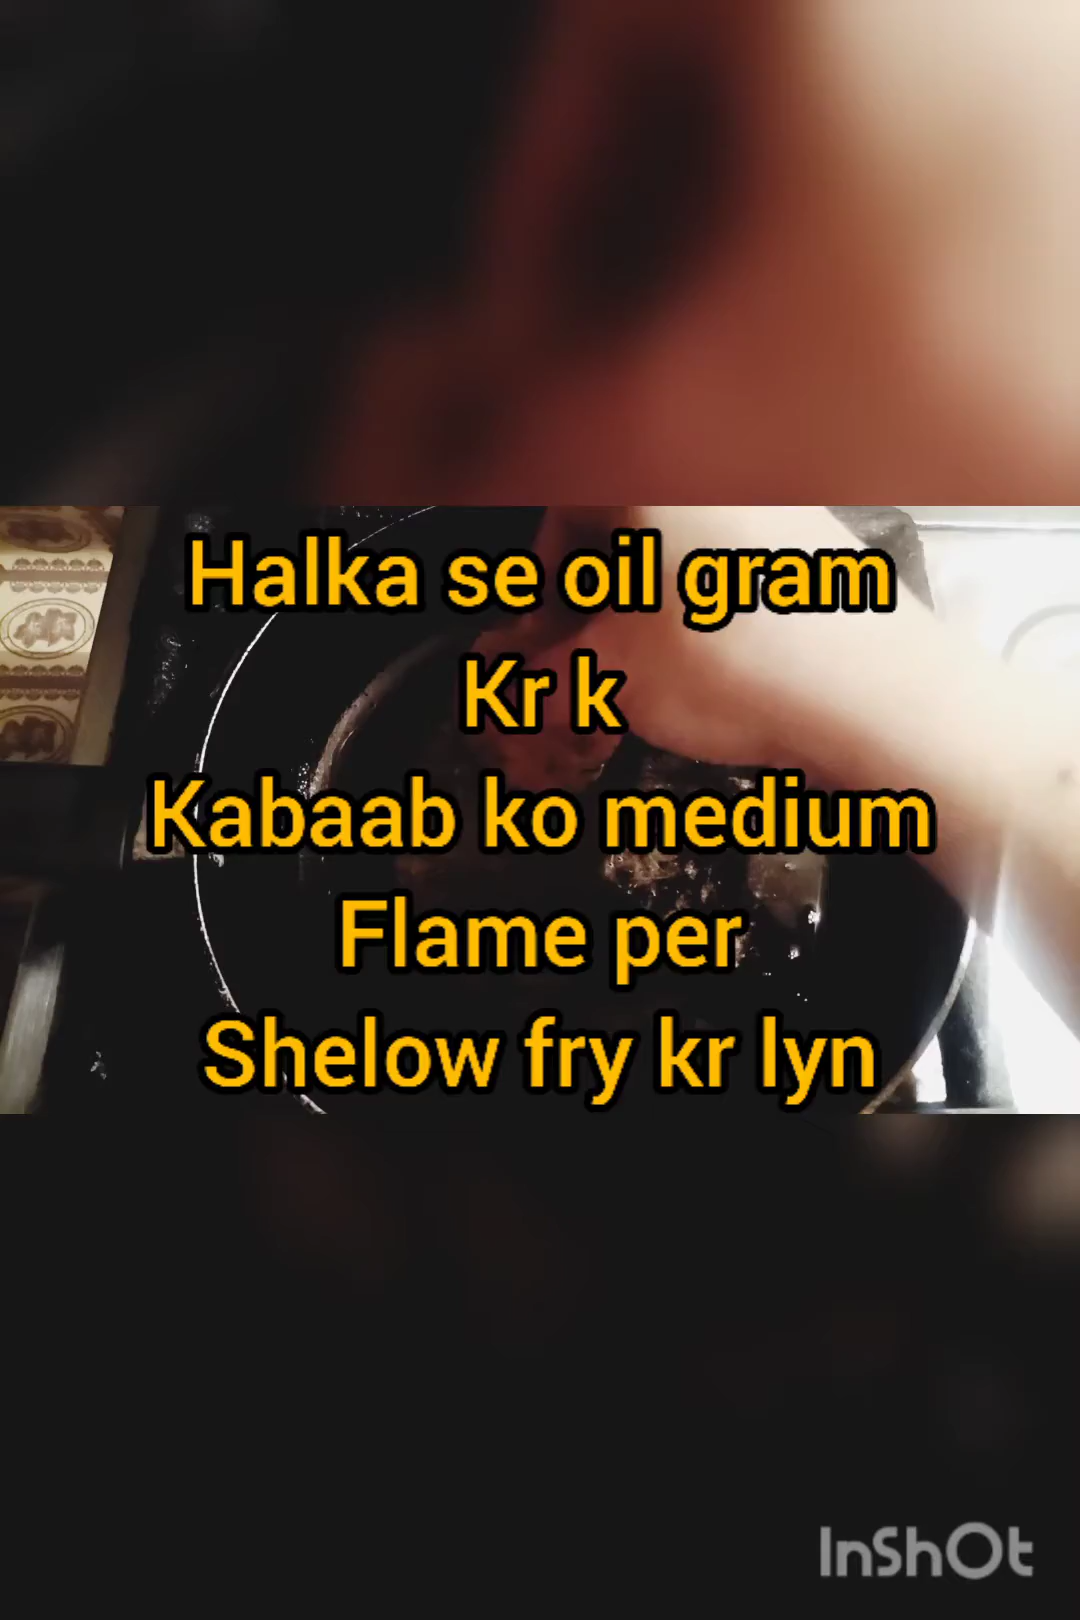 Halka se oil gram
Kr k
Kabaab ko medium
Flame per
Shelow fry kr lyn
InShOt